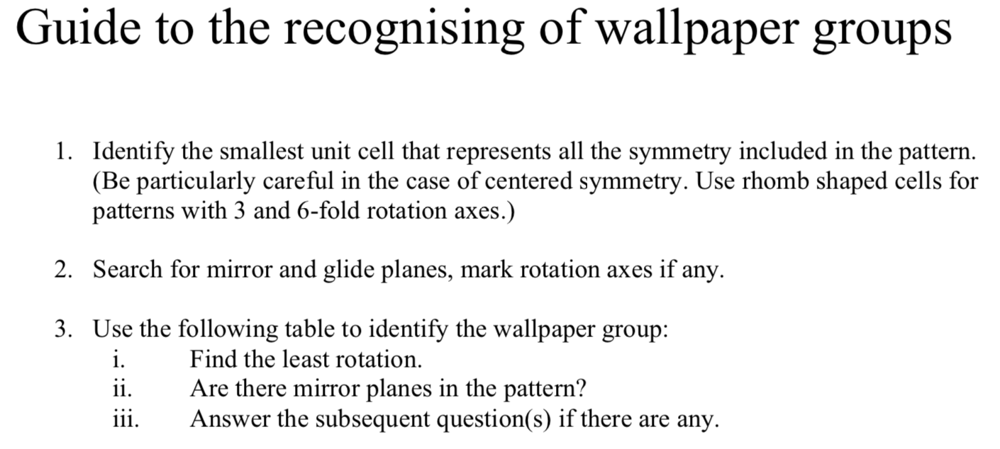 Guide to the recognising of wallpaper groups
1. Identify the smallest unit cell that represents all the symmetry included in the pattern.
(Be particularly careful in the case of centered symmetry. Use rhomb shaped cells for
patterns with 3 and 6-fold rotation axes.)
2. Search for mirror and glide planes, mark rotation axes if any.
3. Use the following table to identify the wallpaper group:
i. Find the least rotation.
ii. Are there mirror planes in the pattern?
iii. Answer the subsequent question(s) if there are any.